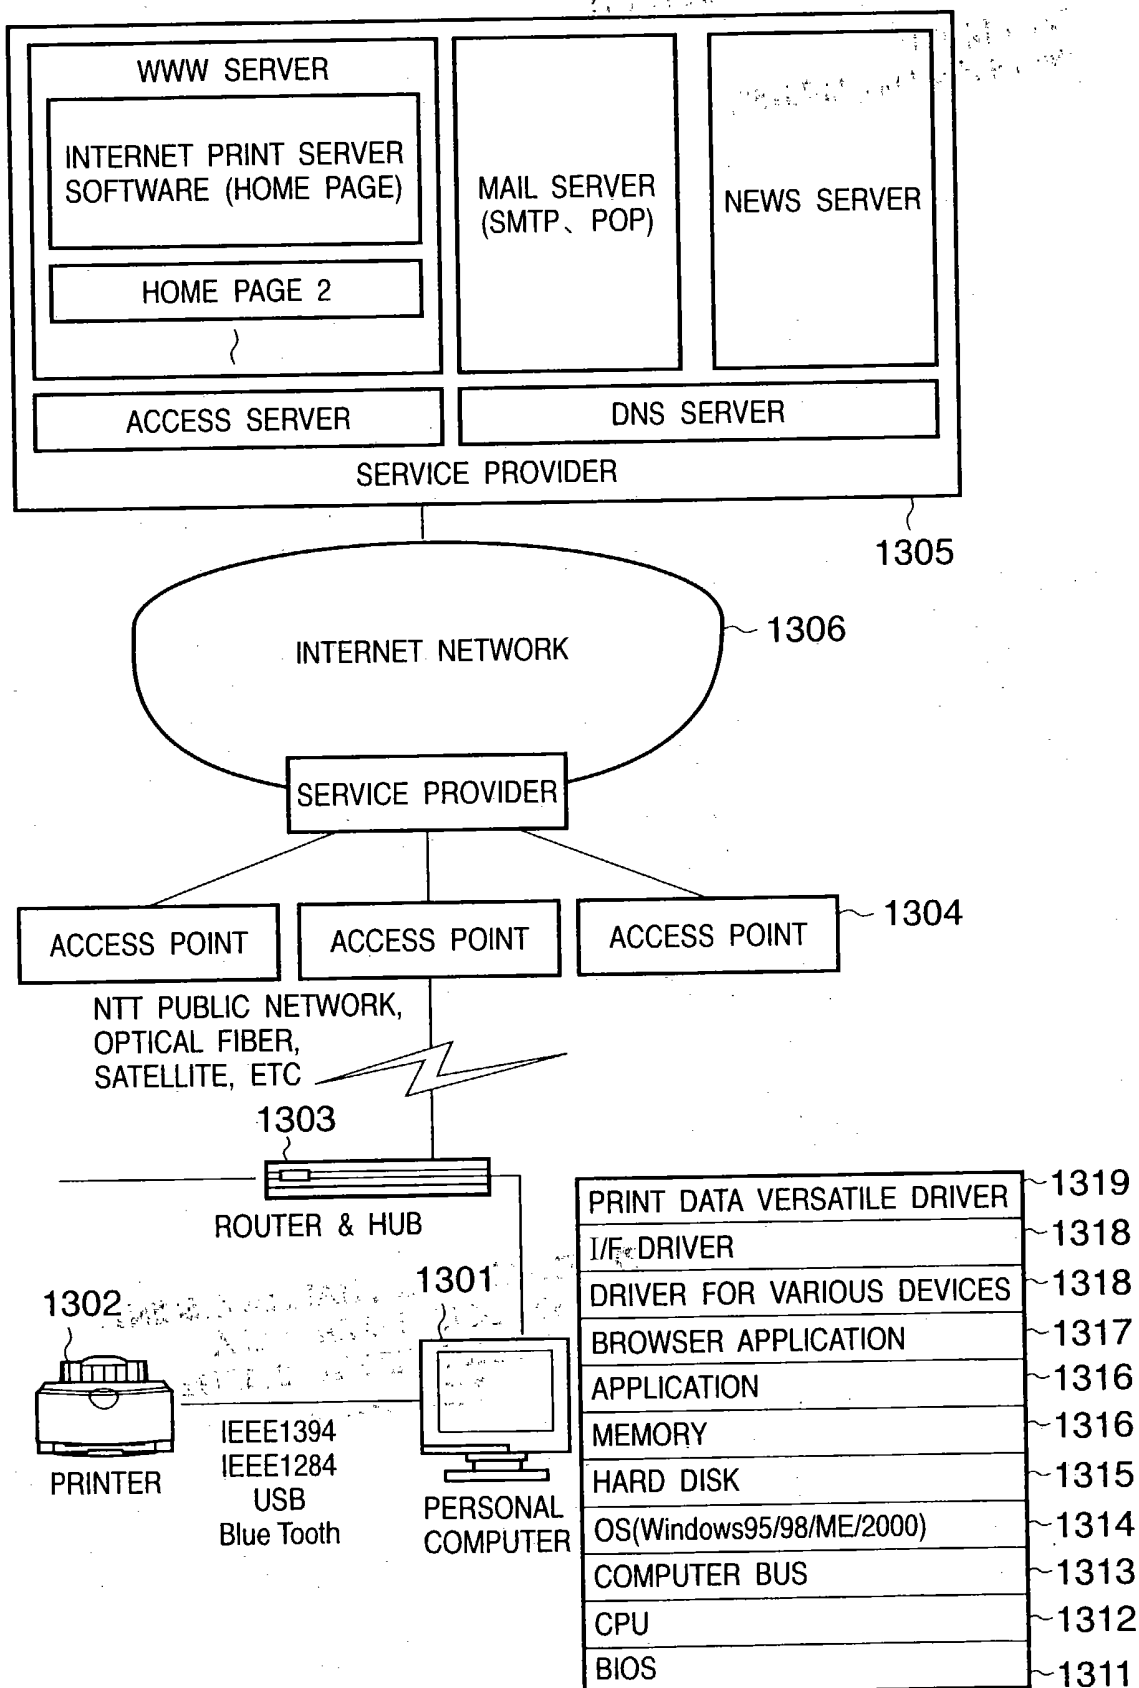 WWW SERVER
INTERNET PRINT SERVER
SOFTWARE (HOME PAGE)
HOME PAGE 2
MAIL SERVER
(SMTP、POP)
NEWS SERVER
ACCESS SERVER
DNS SERVER
SERVICE PROVIDER
1305
INTERNET NETWORK
1306
SERVICE PROVIDER
ACCESS POINT
ACCESS POINT
ACCESS POINT
1304
NTT PUBLIC NETWORK,
OPTICAL FIBER,
SATELLITE, ETC
1303
ROUTER & HUB
1302
PRINTER
IEEE1394
IEEE1284
USB
Blue Tooth
1301
PERSONAL
COMPUTER
PRINT DATA VERSATILE DRIVER 1319
I/F DRIVER 1318
DRIVER FOR VARIOUS DEVICES 1318
BROWSER APPLICATION 1317
APPLICATION 1316
MEMORY 1316
HARD DISK 1315
OS(Windows95/98/ME/2000) 1314
COMPUTER BUS 1313
CPU 1312
BIOS 1311